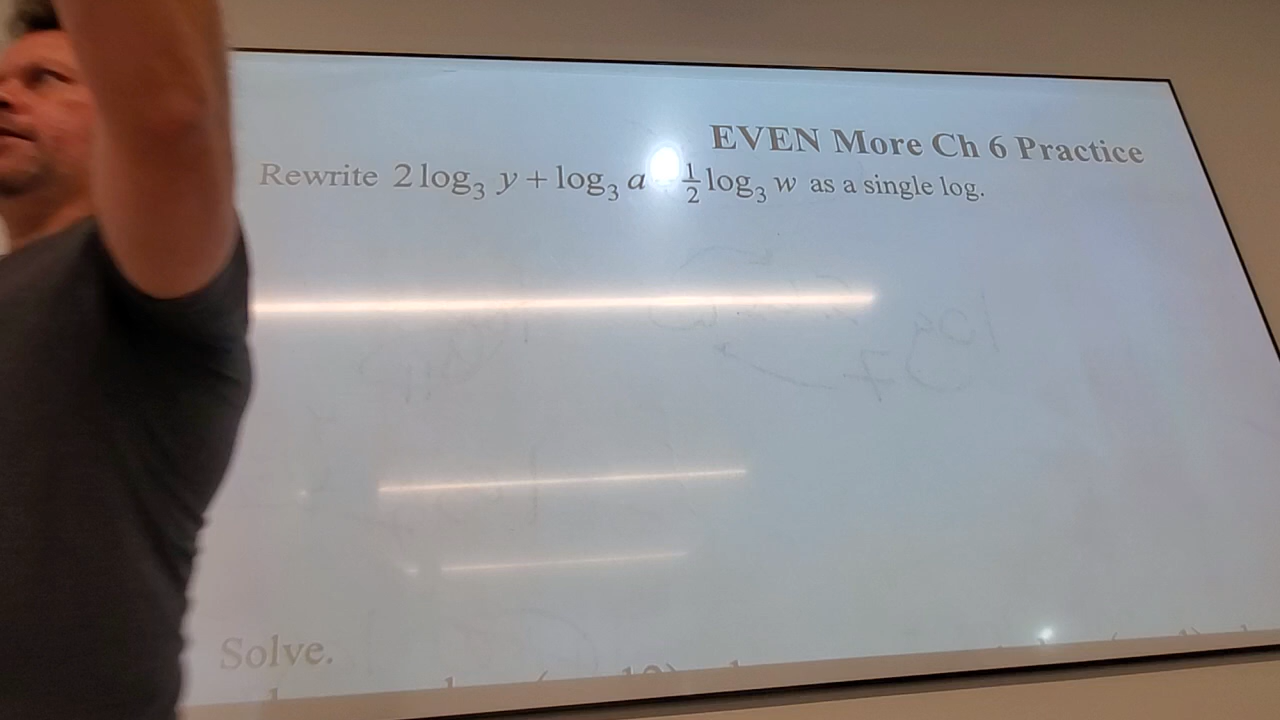 EVEN More Ch 6 Practice
Rewrite 2 log₃ y + log₃ a ½ log₃ w as a single log.
Solve.